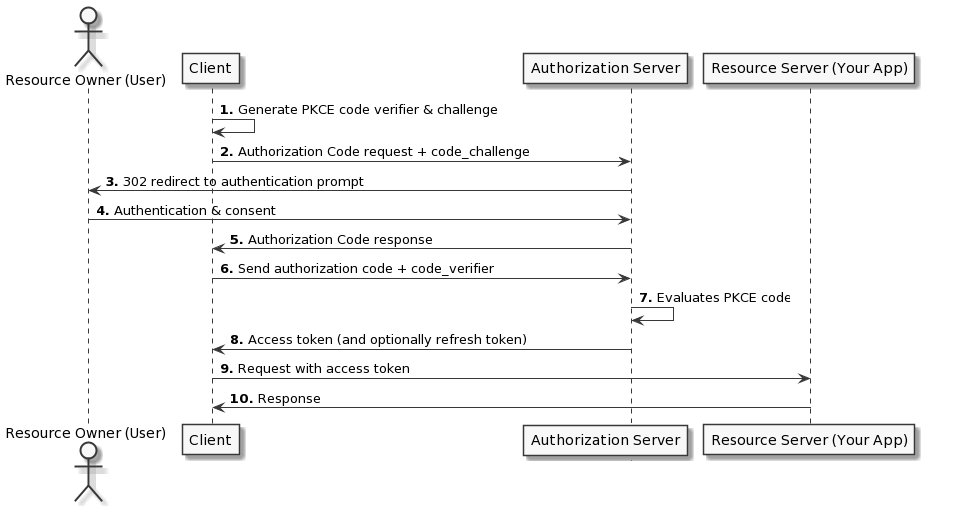 Resource Owner (User)
Client
Authorization Server
Resource Server (Your App)
1. Generate PKCE code verifier & challenge
2. Authorization Code request + code_challenge
3. 302 redirect to authentication prompt
4. Authentication & consent
5. Authorization Code response
6. Send authorization code + code_verifier
7. Evaluates PKCE code
8. Access token (and optionally refresh token)
9. Request with access token
10. Response
Resource Owner (User)
Client
Authorization Server
Resource Server (Your App)